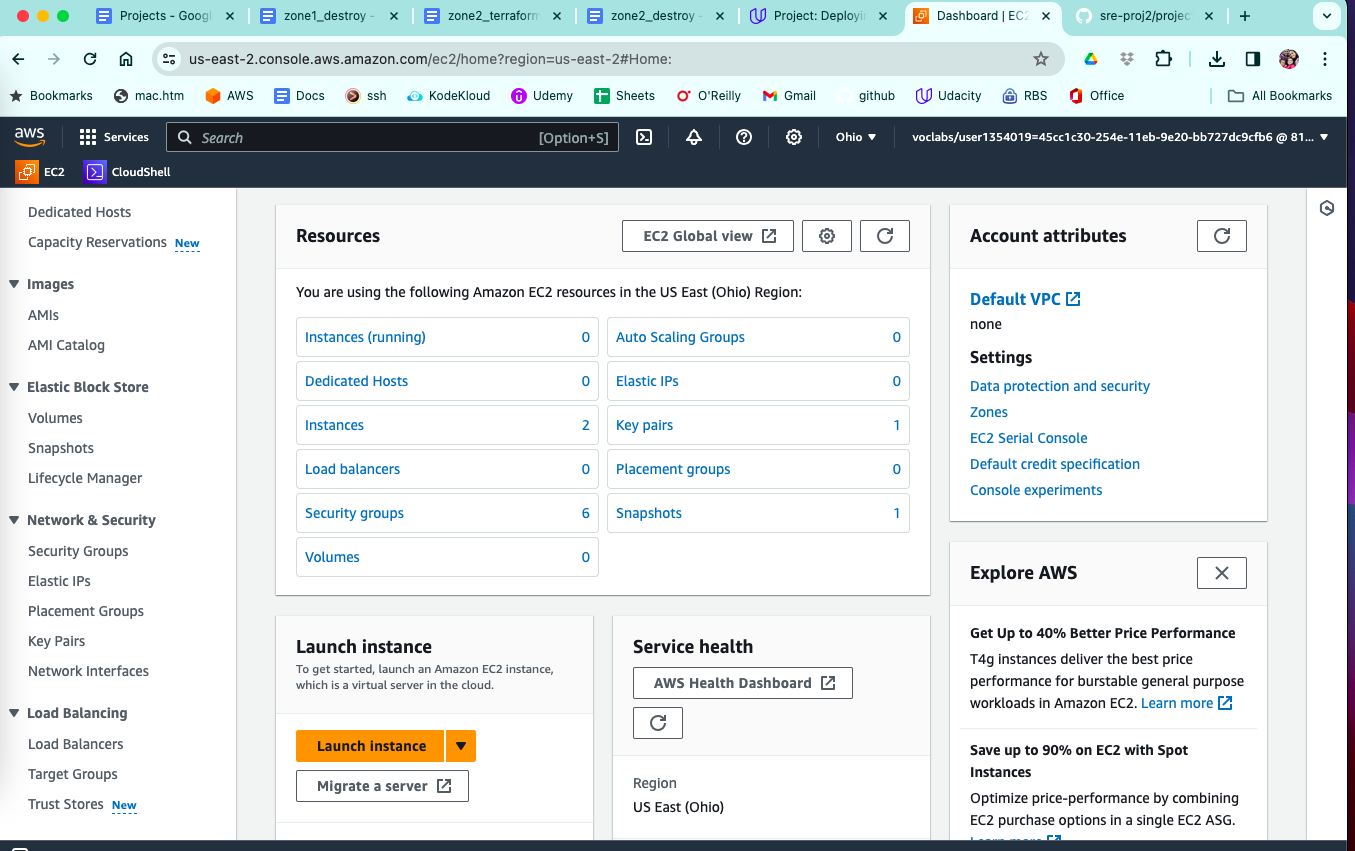 Projects - Googl
zone1_destroy -
zone2_terraform
zone2_destroy -
Project: Deployin
Dashboard | EC2
sre-proj2/projec
us-east-2.console.aws.amazon.com/ec2/home?region=us-east-2#Home:
Bookmarks mac.htm AWS Docs ssh KodeKloud Udemy Sheets O'Reilly Gmail github Udacity RBS Office All Bookmarks
aws Services Search [Option+S] Ohio voclabs/user1354019=45cc1c30-254e-11eb-9e20-bb727dc9cfb6 @ 81...
EC2 CloudShell
Dedicated Hosts
Capacity Reservations New
Images
AMIs
AMI Catalog
Elastic Block Store
Volumes
Snapshots
Lifecycle Manager
Network & Security
Security Groups
Elastic IPs
Placement Groups
Key Pairs
Network Interfaces
Load Balancing
Load Balancers
Target Groups
Trust Stores New
Resources
EC2 Global view
You are using the following Amazon EC2 resources in the US East (Ohio) Region:
Instances (running) 0
Auto Scaling Groups 0
Dedicated Hosts 0
Elastic IPs 0
Instances 2
Key pairs 1
Load balancers 0
Placement groups 0
Security groups 6
Snapshots 1
Volumes 0
Launch instance
To get started, launch an Amazon EC2 instance,
which is a virtual server in the cloud.
Launch instance
Migrate a server
Service health
AWS Health Dashboard
Region
US East (Ohio)
Account attributes
Default VPC
none
Settings
Data protection and security
Zones
EC2 Serial Console
Default credit specification
Console experiments
Explore AWS
Get Up to 40% Better Price Performance
T4g instances deliver the best price
performance for burstable general purpose
workloads in Amazon EC2. Learn more
Save up to 90% on EC2 with Spot
Instances
Optimize price-performance by combining
EC2 purchase options in a single EC2 ASG.
Learn more